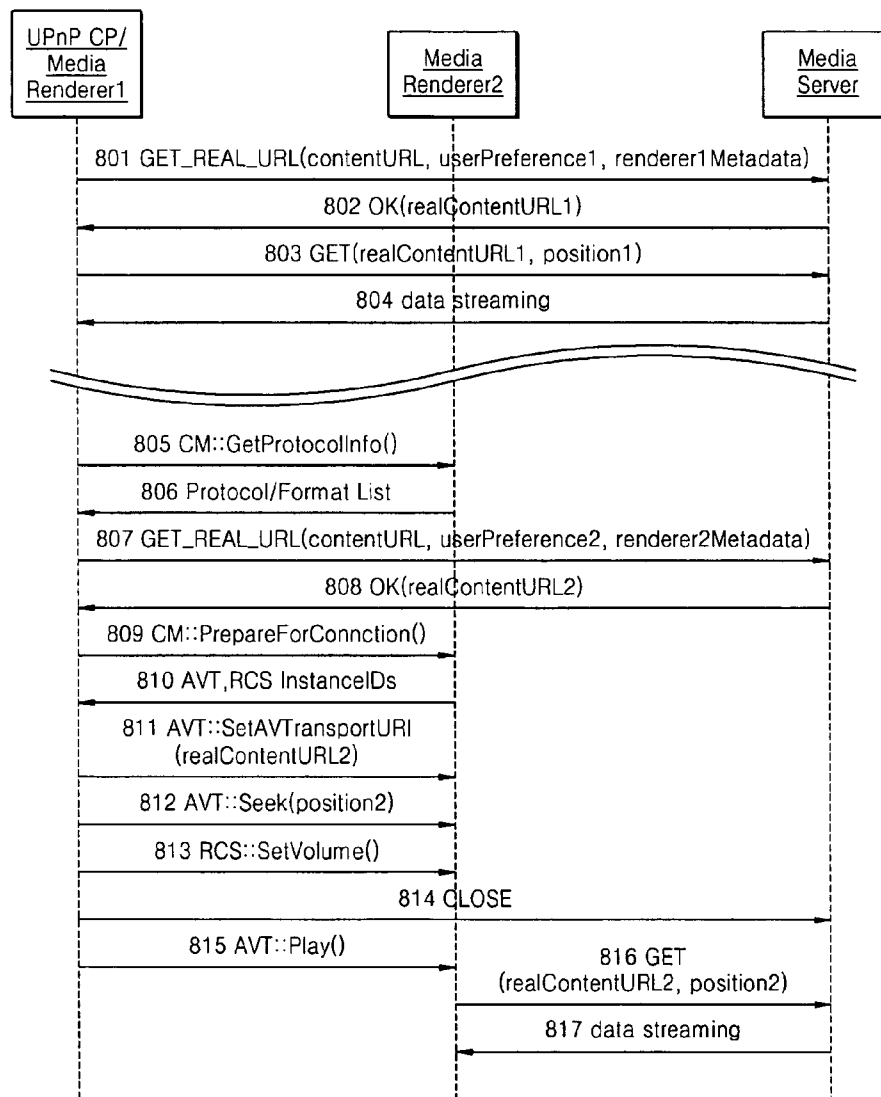 UPnP CP/
Media
Renderer1
Media
Renderer2
Media
Server
801 GET_REAL_URL(contentURL, userPreference1, renderer1Metadata)
802 OK(realContentURL1)
803 GET(realContentURL1, position1)
804 data streaming
805 CM::GetProtocolInfo()
806 Protocol/Format List
807 GET_REAL_URL(contentURL, userPreference2, renderer2Metadata)
808 OK(realContentURL2)
809 CM::PrepareForConnction()
810 AVT,RCS InstanceIDs
811 AVT::SetAVTransportURI
(realContentURL2)
812 AVT::Seek(position2)
813 RCS::SetVolume()
814 CLOSE
815 AVT::Play()
816 GET
(realContentURL2, position2)
817 data streaming